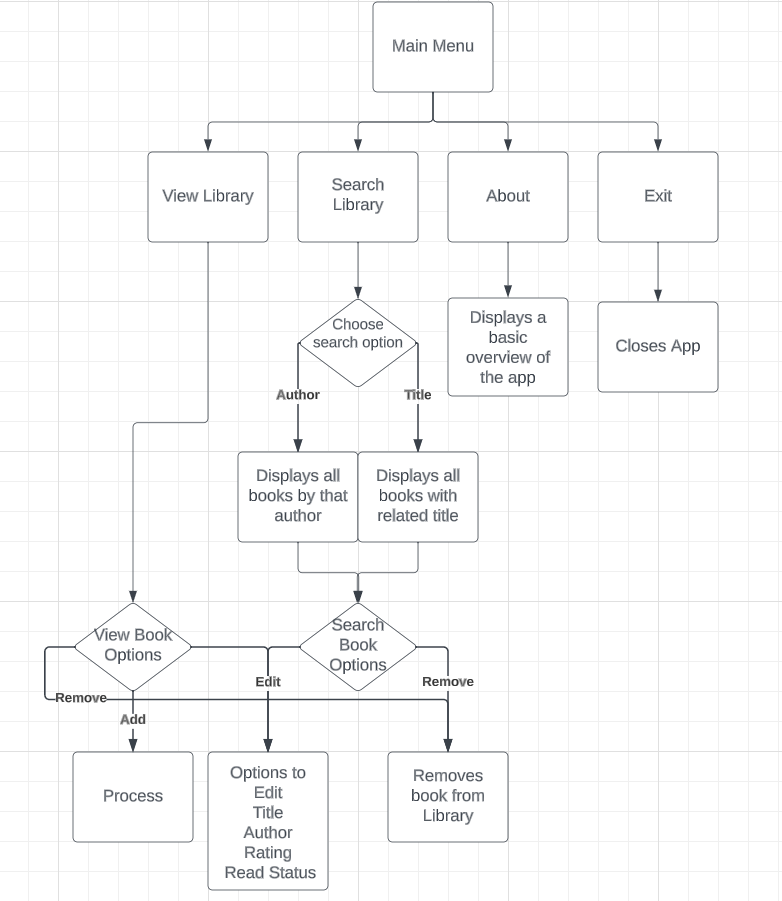 Main Menu
View Library
Search
Library
About
Exit
Choose
search option
Displays a
basic
overview of
the app
Closes App
Author
Title
Displays all
books by that
author
Displays all
books with
related title
View Book
Options
Search
Book
Options
Edit
Remove
Remove
Add
Process
Options to
Edit
Title
Author
Rating
Read Status
Removes
book from
Library